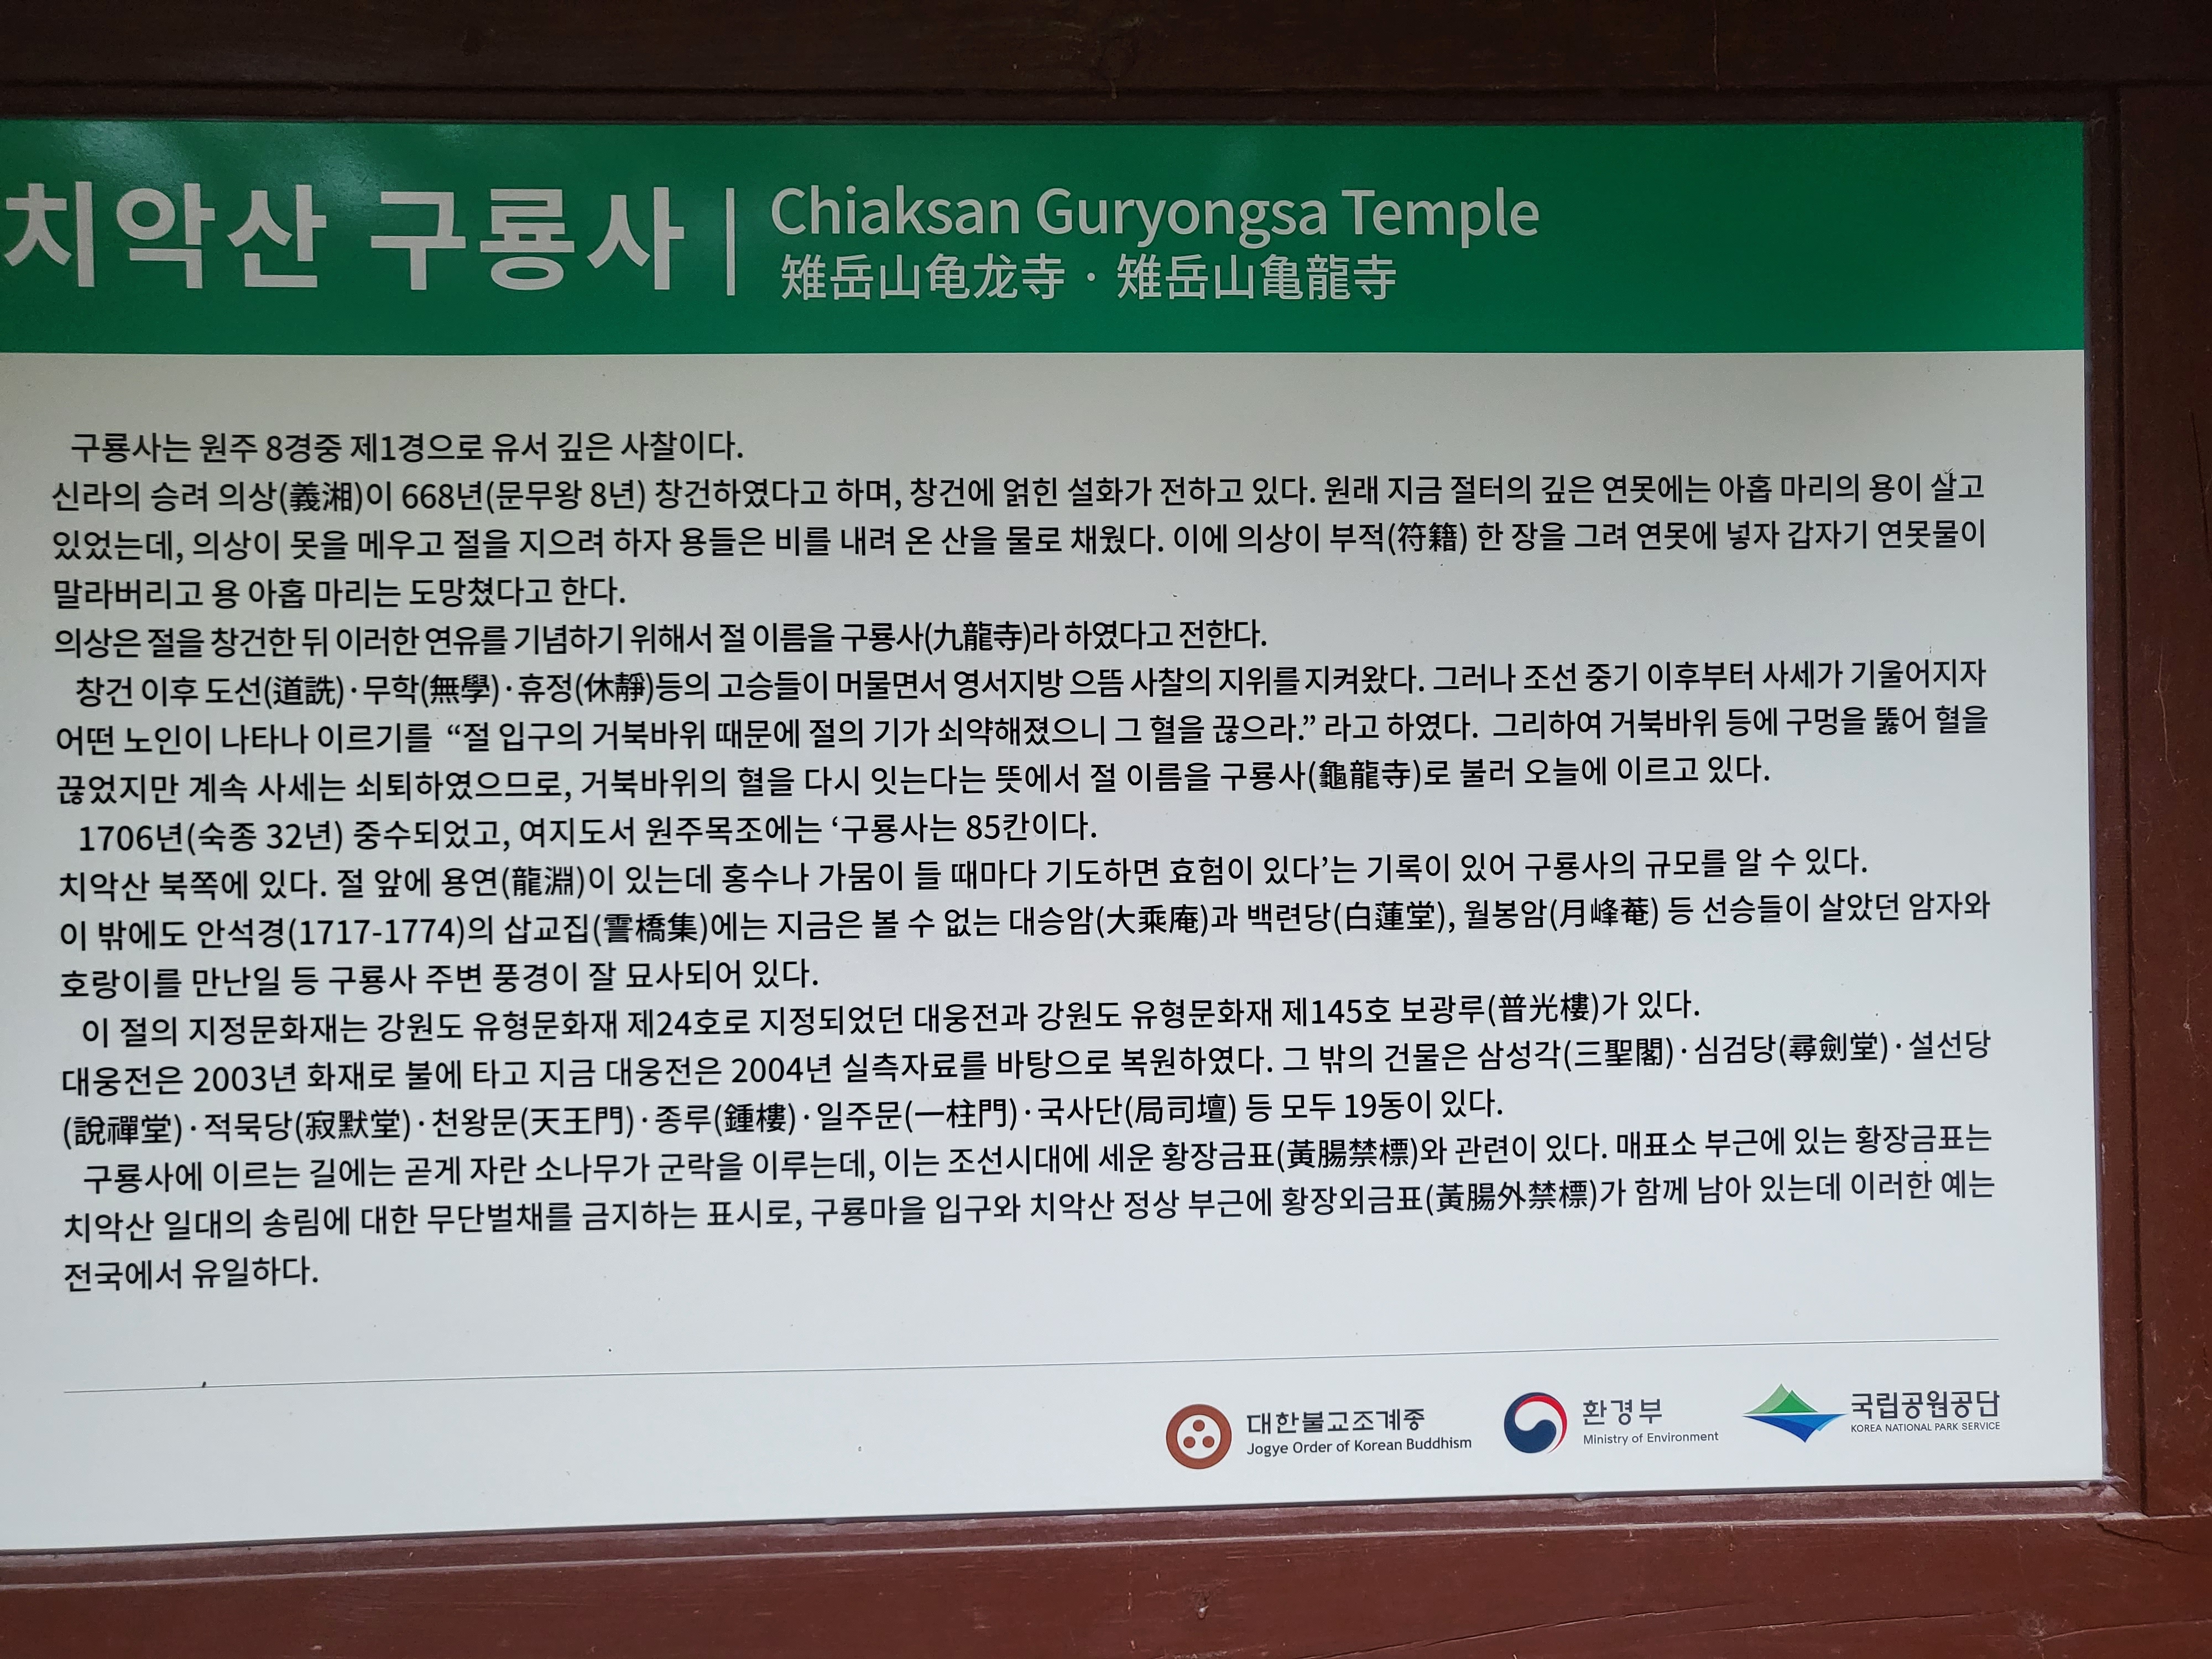 치악산 구룡사
Chiaksan Guryongsa Temple
雉岳山龟龙寺 · 雉岳山亀龍寺
구룡사는 원주 8경중 제1경으로 유서 깊은 사찰이다.
신라의 승려 의상(義湘)이 668년(문무왕 8년) 창건하였다고 하며, 창건에 얽힌 설화가 전하고 있다. 원래 지금 절터의 깊은 연못에는 아홉 마리의 용이 살고
있었는데, 의상이 못을 메우고 절을 지으려 하자 용들은 비를 내려 온 산을 물로 채웠다. 이에 의상이 부적(符籍) 한 장을 그려 연못에 넣자 갑자기 연못물이
말라버리고 용 아홉 마리는 도망쳤다고 한다.
의상은 절을 창건한 뒤 이러한 연유를 기념하기 위해서 절 이름을 구룡사(九龍寺)라 하였다고 전한다.
창건 이후 도선(道詵)·무학(無學)·휴정(休靜)등의 고승들이 머물면서 영서지방 으뜸 사찰의 지위를 지켜왔다. 그러나 조선 중기 이후부터 사세가 기울어지자
어떤 노인이 나타나 이르기를 “절 입구의 거북바위 때문에 절의 기가 쇠약해졌으니 그 혈을 끊으라.” 라고 하였다. 그리하여 거북바위 등에 구멍을 뚫어 혈을
끊었지만 계속 사세는 쇠퇴하였으므로, 거북바위의 혈을 다시 잇는다는 뜻에서 절 이름을 구룡사(龜龍寺)로 불러 오늘에 이르고 있다.
1706년(숙종 32년) 중수되었고, 여지도서 원주목조에는 ‘구룡사는 85칸이다.
치악산 북쪽에 있다. 절 앞에 용연(龍淵)이 있는데 홍수나 가뭄이 들 때마다 기도하면 효험이 있다’는 기록이 있어 구룡사의 규모를 알 수 있다.
이 밖에도 안석경(1717-1774)의 삽교집(霅橋集)에는 지금은 볼 수 없는 대승암(大乘庵)과 백련당(白蓮堂), 월봉암(月峰菴) 등 선승들이 살았던 암자와
호랑이를 만난일 등 구룡사 주변 풍경이 잘 묘사되어 있다.
이 절의 지정문화재는 강원도 유형문화재 제24호로 지정되었던 대웅전과 강원도 유형문화재 제145호 보광루(普光樓)가 있다.
대웅전은 2003년 화재로 불에 타고 지금 대웅전은 2004년 실측자료를 바탕으로 복원하였다. 그 밖의 건물은 삼성각(三聖閣)·심검당(尋劍堂)·설선당
(說禪堂)·적묵당(寂默堂)·천왕문(天王門)·종루(鍾樓)·일주문(一柱門)·국사단(局司壇) 등 모두 19동이 있다.
구룡사에 이르는 길에는 곧게 자란 소나무가 군락을 이루는데, 이는 조선시대에 세운 황장금표(黃腸禁標)와 관련이 있다. 매표소 부근에 있는 황장금표는
치악산 일대의 송림에 대한 무단벌채를 금지하는 표시로, 구룡마을 입구와 치악산 정상 부근에 황장외금표(黃腸外禁標)가 함께 남아 있는데 이러한 예는
전국에서 유일하다.
대한불교조계종
Jogye Order of Korean Buddhism
환경부
Ministry of Environment
국립공원공단
KOREA NATIONAL PARK SERVICE